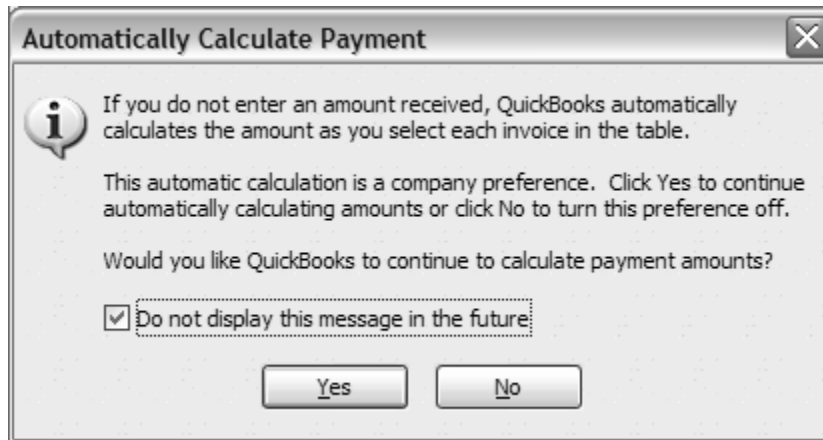 Automatically Calculate Payment
If you do not enter an amount received, QuickBooks automatically
calculates the amount as you select each invoice in the table.
This automatic calculation is a company preference.  Click Yes to continue
automatically calculating amounts or click No to turn this preference off.
Would you like QuickBooks to continue to calculate payment amounts?
Do not display this message in the future
Yes No